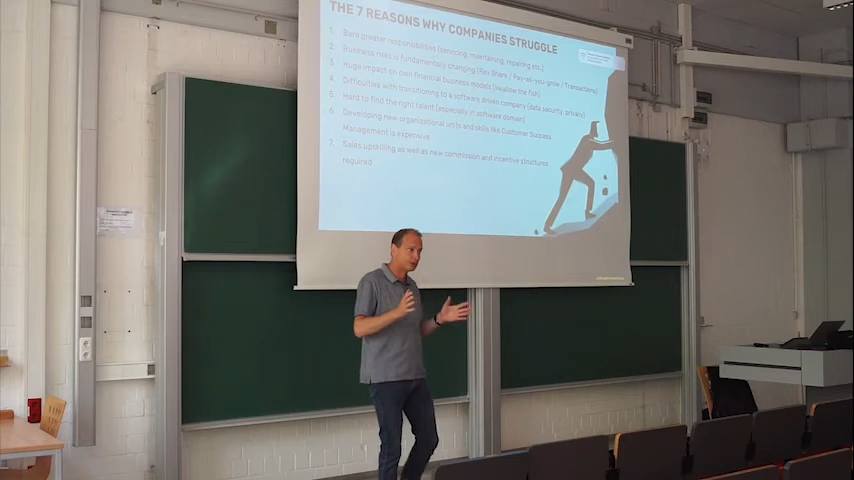 THE 7 REASONS WHY COMPANIES STRUGGLE
1. Bare greater responsibilities (servicing, maintaining, repairing etc.)
2. Business risks is fundamentally changing (Rev Share / Pay-as-you-grow / Transactions)
3. Huge impact on own financial business models (swallow the fish)
4. Difficulties with transitioning to a software driven company (data security, privacy)
5. Hard to find the right talent (especially in software domain)
6. Developing new organizational units and skills like Customer Success
Management is expensive
7. Sales upskilling as well as new commission and incentive structures
required